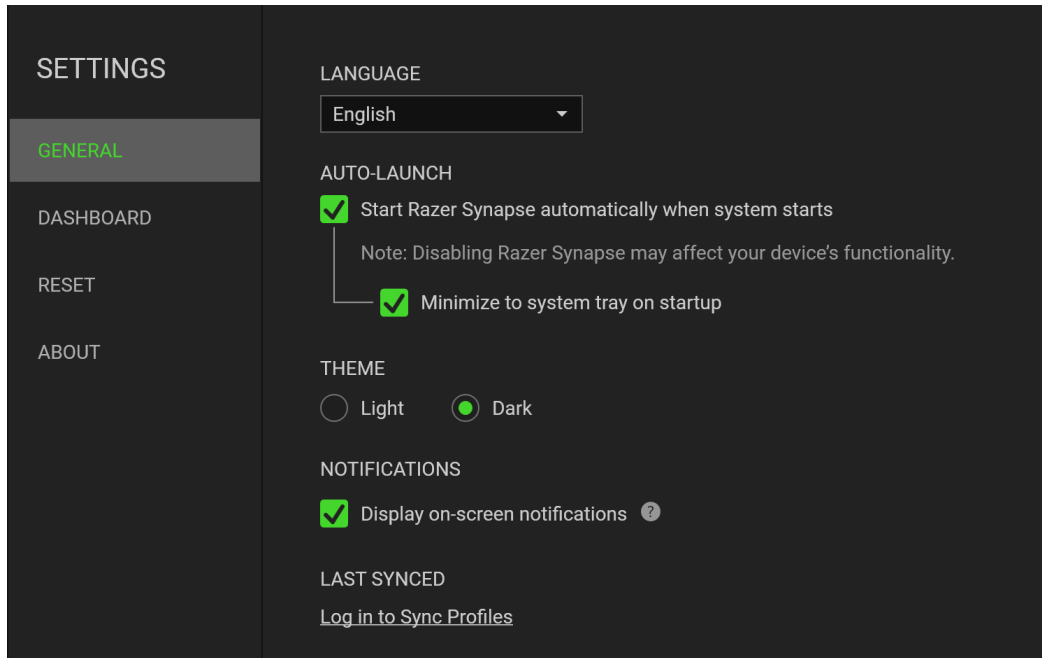 SETTINGS
GENERAL
DASHBOARD
RESET
ABOUT
LANGUAGE
English
AUTO-LAUNCH
Start Razer Synapse automatically when system starts
Note: Disabling Razer Synapse may affect your device’s functionality.
Minimize to system tray on startup
THEME
Light Dark
NOTIFICATIONS
Display on-screen notifications ?
LAST SYNCED
Log in to Sync Profiles